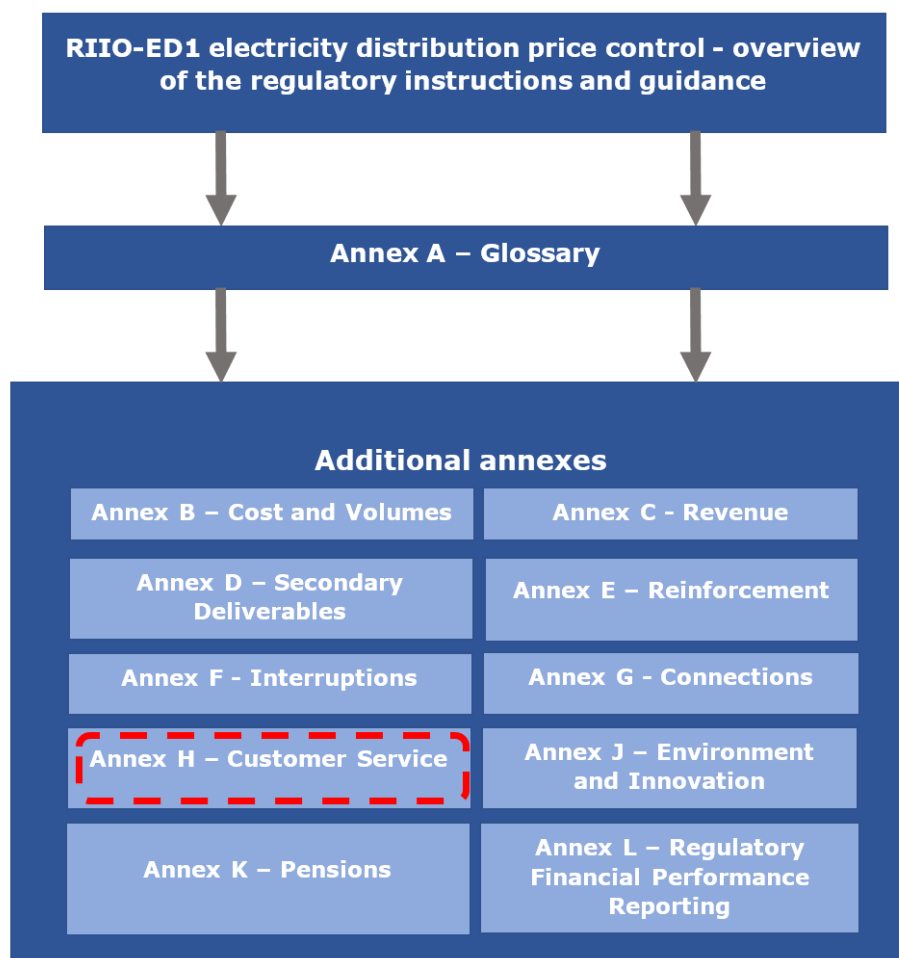 RIIO-ED1 electricity distribution price control - overview
of the regulatory instructions and guidance
Annex A – Glossary
Additional annexes
Annex B – Cost and Volumes
Annex C - Revenue
Annex D – Secondary
Deliverables
Annex E – Reinforcement
Annex F - Interruptions
Annex G - Connections
Annex H – Customer Service
Annex J – Environment
and Innovation
Annex K – Pensions
Annex L – Regulatory
Financial Performance
Reporting